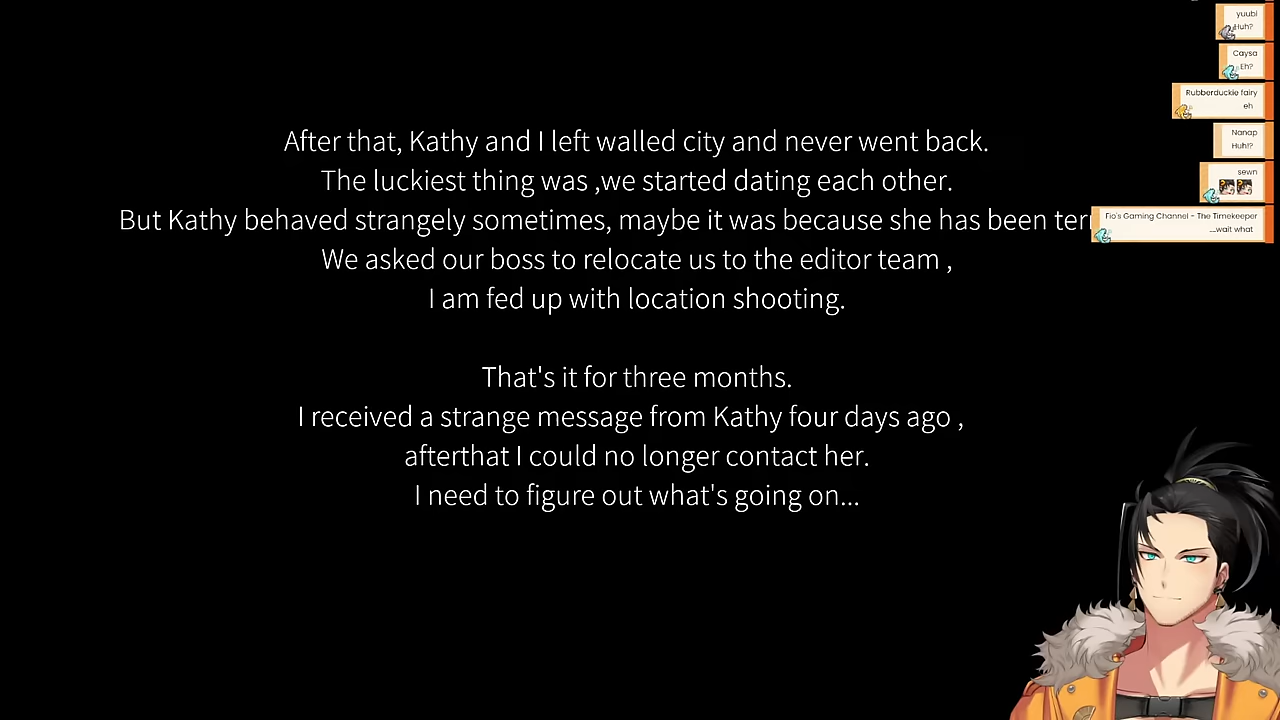 After that, Kathy and I left walled city and never went back.
The luckiest thing was ,we started dating each other.
But Kathy behaved strangely sometimes, maybe it was because she has been
We asked our boss to relocate us to the editor team ,
I am fed up with location shooting.
That's it for three months.
I received a strange message from Kathy four days ago ,
afterthat I could no longer contact her.
I need to figure out what's going on...
yuubi
Huh?
Caysa
Eh?
Rubberduckie fairy
eh
Nanap
Huh!?
sewn
Fio's Gaming Channel - The Timekeeper
...wait what